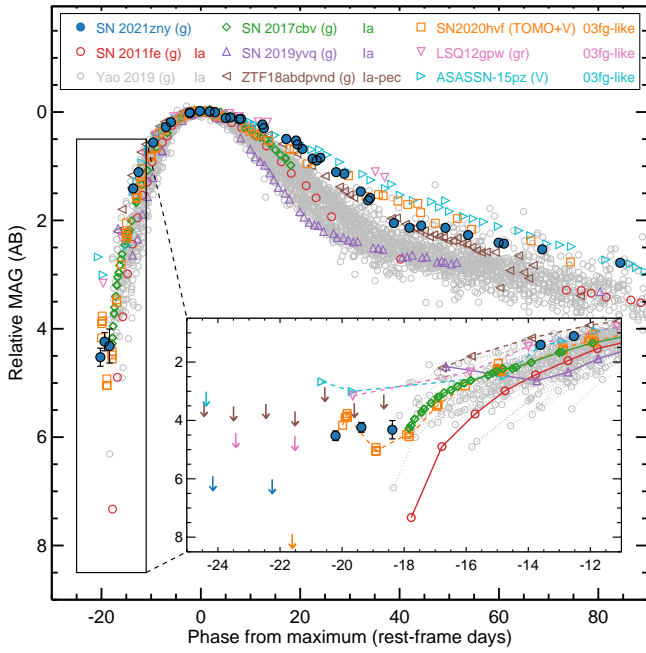 SN 2021zny (g)
SN 2017cbv (g) Ia
SN2020hvf (TOMO+V) 03fg-like
SN 2011fe (g) Ia
SN 2019yvq (g) Ia
LSQ12gpw (gr) 03fg-like
Yao 2019 (g) Ia
ZTF18abdpvnd (g) Ia-pec
ASASSN-15pz (V) 03fg-like
Relative MAG (AB)
0
2
4
6
8
2
4
6
8
-24 -22 -20 -18 -16 -14 -12
-20 0 20 40 60 80
Phase from maximum (rest-frame days)